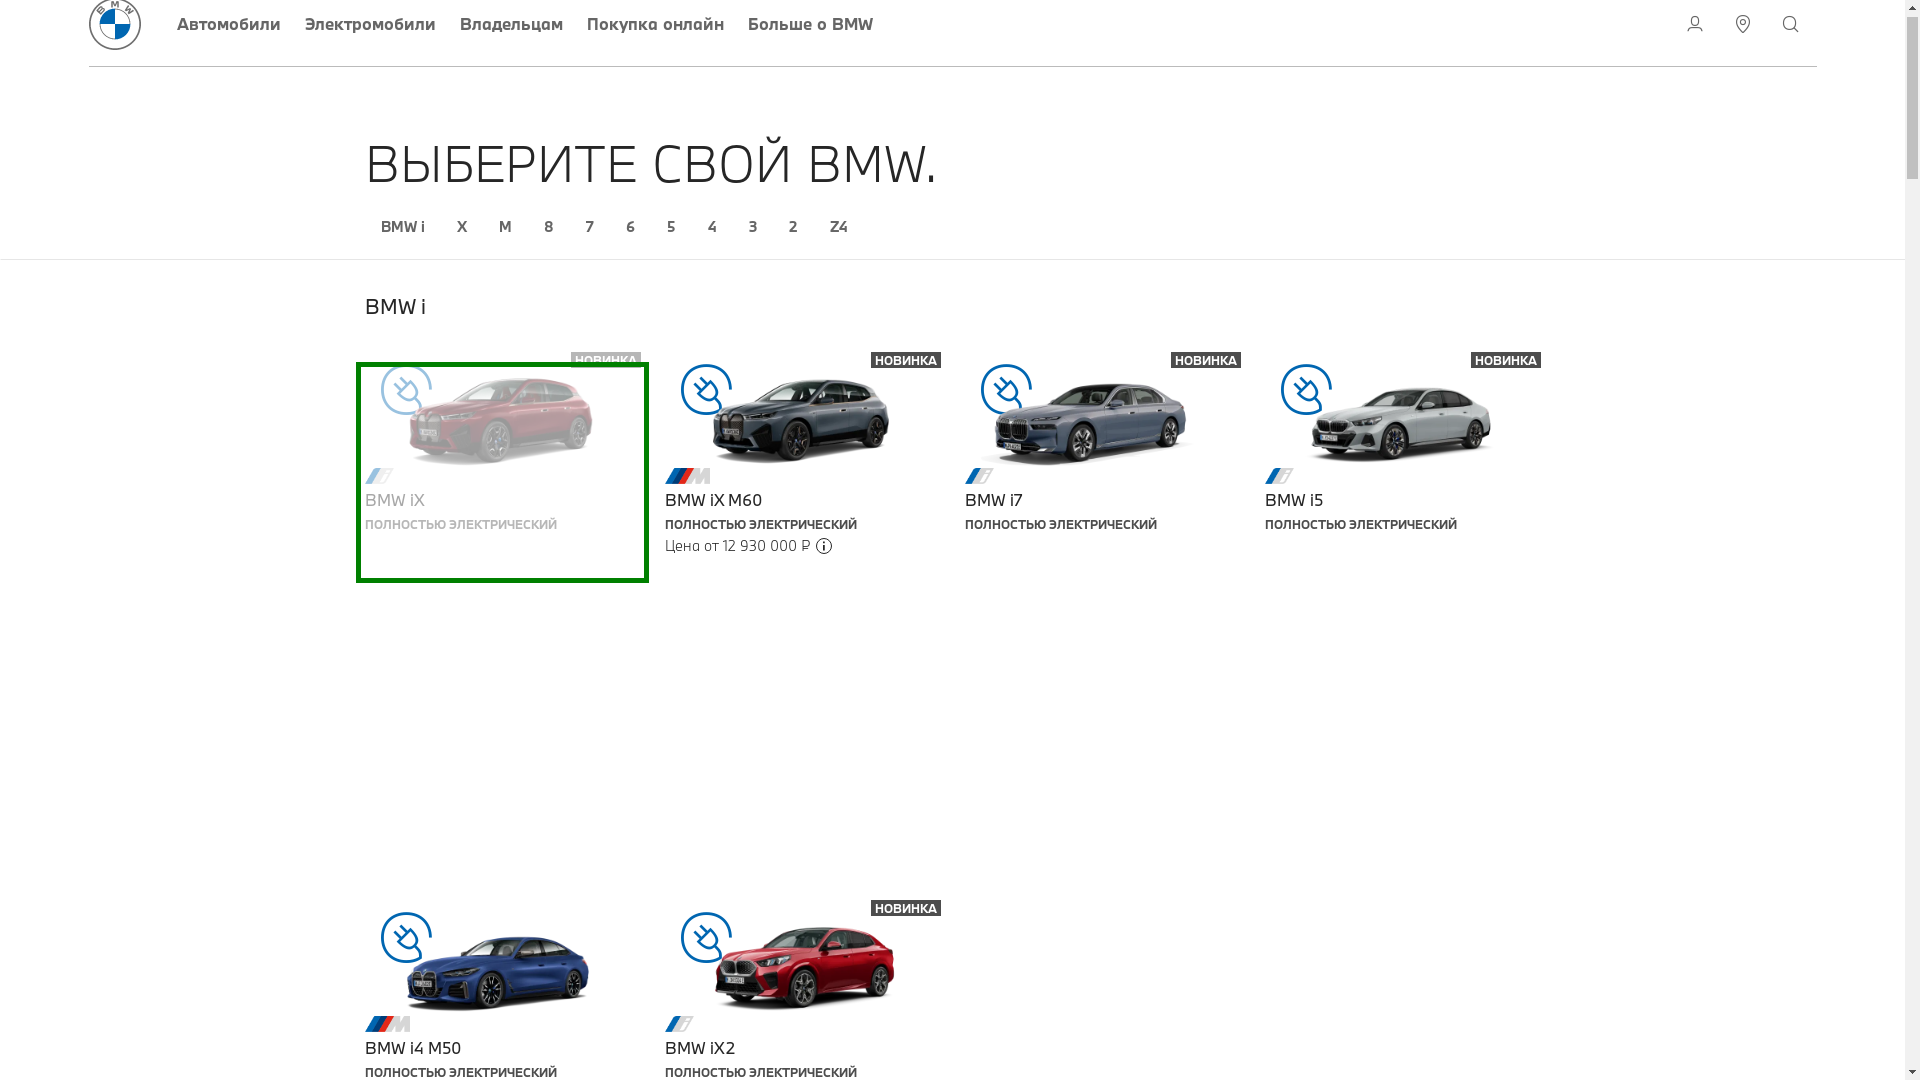 Автомобили Электромобили Владельцам Покупка онлайн Больше о BMW
ВЫБЕРИТЕ СВОЙ BMW.
BMW i X M 8 7 6 5 4 3 2 Z4
BMW i
НОВИНКА
BMW iX
ПОЛНОСТЬЮ ЭЛЕКТРИЧЕСКИЙ
НОВИНКА
BMW iX M60
ПОЛНОСТЬЮ ЭЛЕКТРИЧЕСКИЙ
Цена от 12 930 000 ₽
НОВИНКА
BMW i7
ПОЛНОСТЬЮ ЭЛЕКТРИЧЕСКИЙ
НОВИНКА
BMW i5
ПОЛНОСТЬЮ ЭЛЕКТРИЧЕСКИЙ
BMW i4 M50
ПОЛНОСТЬЮ ЭЛЕКТРИЧЕСКИЙ
НОВИНКА
BMW iX2
ПОЛНОСТЬЮ ЭЛЕКТРИЧЕСКИЙ